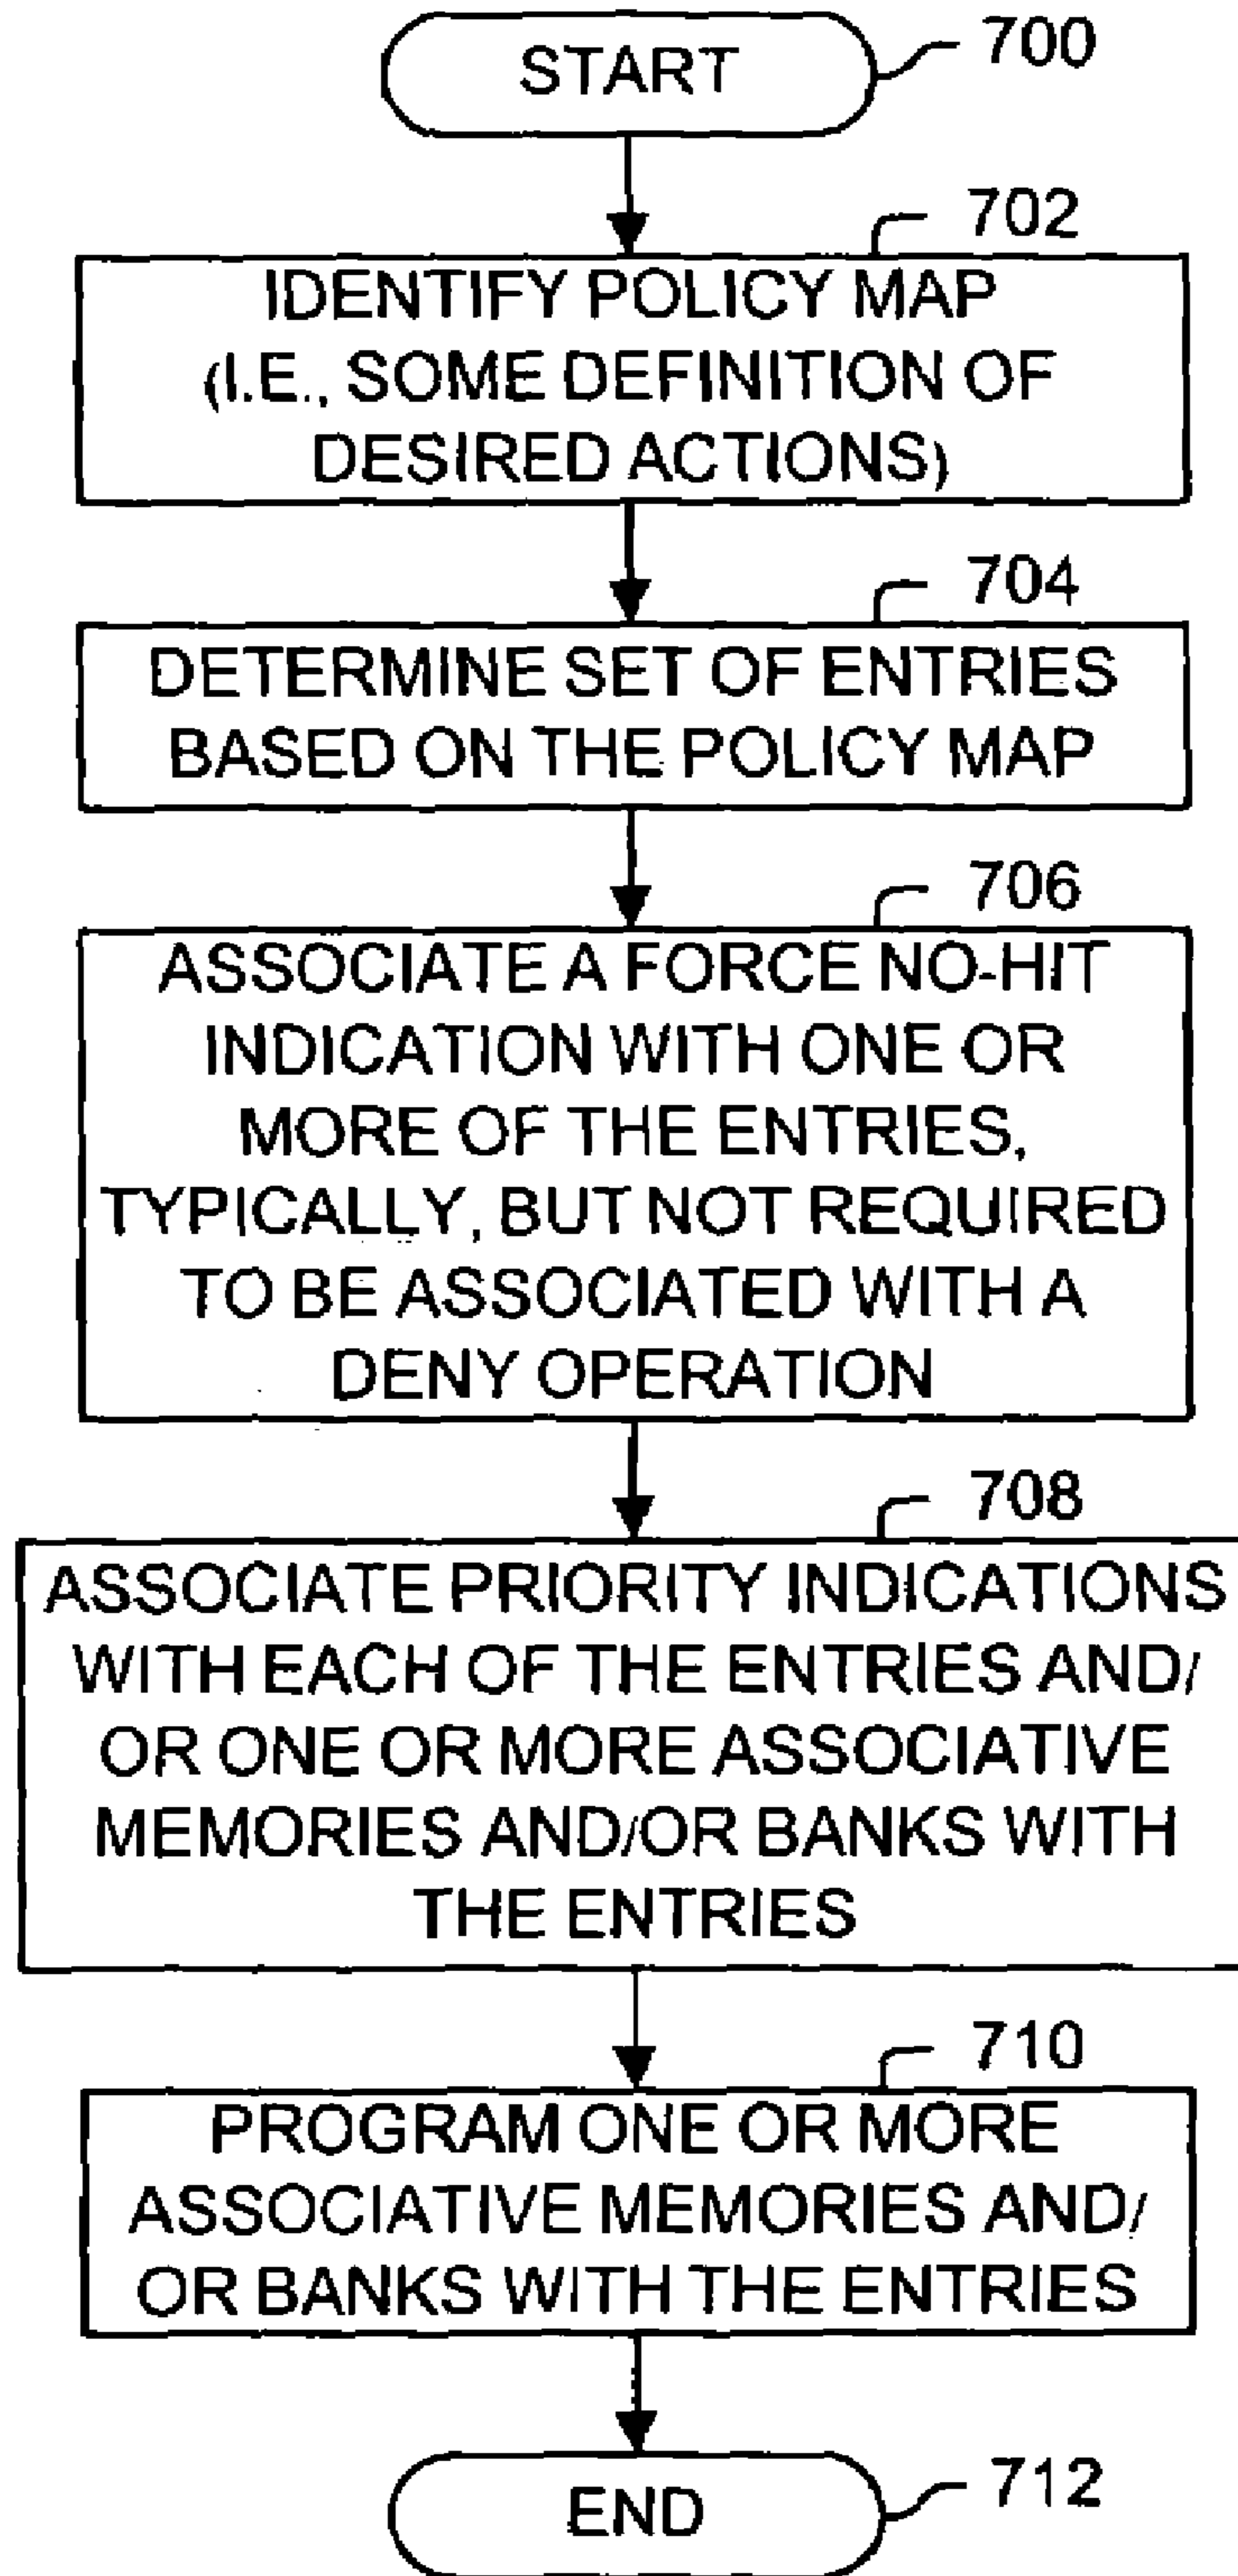 START
700
702
IDENTIFY POLICY MAP
(I.E., SOME DEFINITION OF
DESIRED ACTIONS)
704
DETERMINE SET OF ENTRIES
BASED ON THE POLICY MAP
706
ASSOCIATE A FORCE NO-HIT
INDICATION WITH ONE OR
MORE OF THE ENTRIES,
TYPICALLY, BUT NOT REQUIRED
TO BE ASSOCIATED WITH A
DENY OPERATION
708
ASSOCIATE PRIORITY INDICATIONS
WITH EACH OF THE ENTRIES AND/
OR ONE OR MORE ASSOCIATIVE
MEMORIES AND/OR BANKS WITH
THE ENTRIES
710
PROGRAM ONE OR MORE
ASSOCIATIVE MEMORIES AND/
OR BANKS WITH THE ENTRIES
END
712